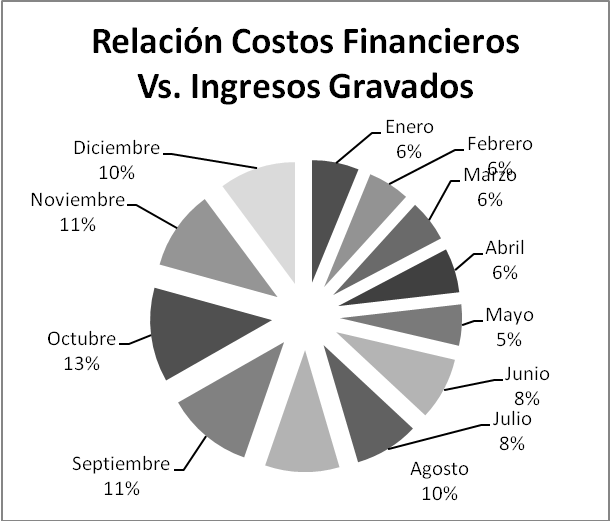 Relación Costos Financieros
Vs. Ingresos Gravados
Enero
6%
Febrero
6%
Marzo
6%
Abril
6%
Mayo
5%
Junio
8%
Julio
8%
Agosto
10%
Septiembre
11%
Octubre
13%
Noviembre
11%
Diciembre
10%